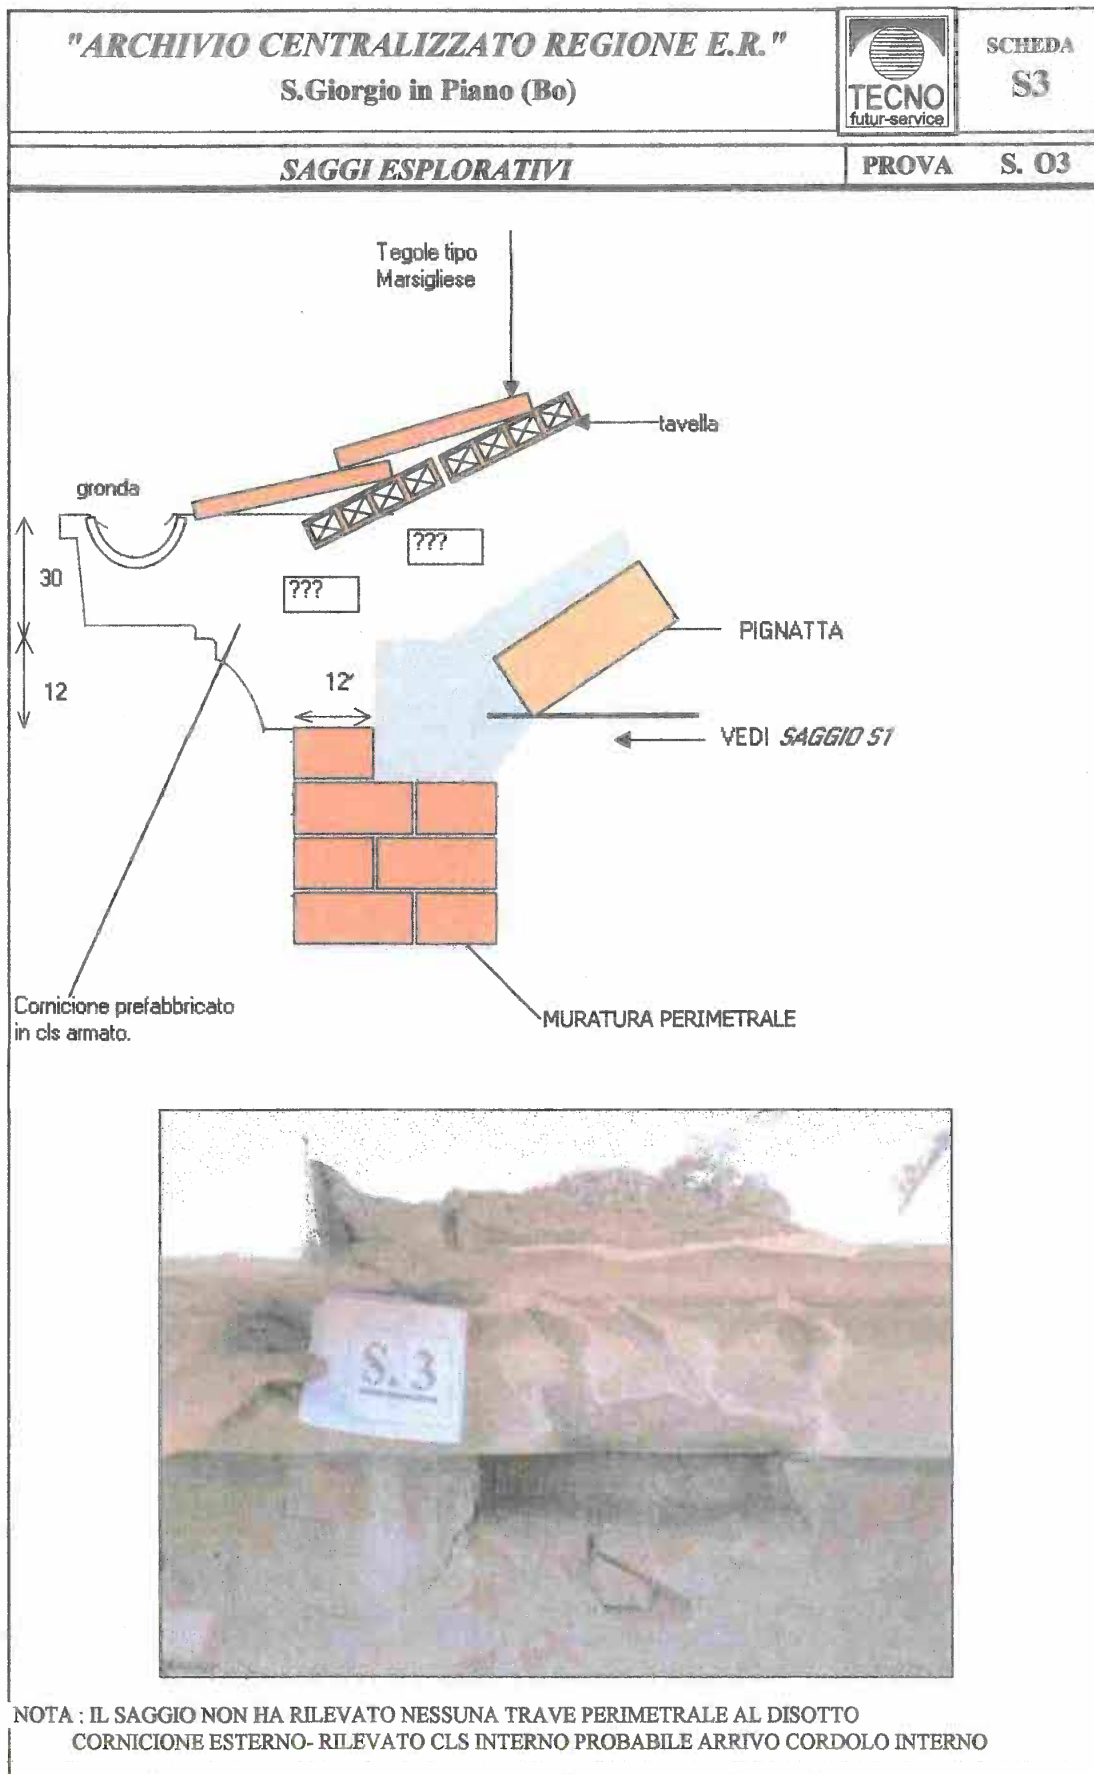 "ARCHIVIO CENTRALIZZATO REGIONE E.R."
S.Giorgio in Piano (Bo)
TECNO
futur-service
SCHEDA
S3
SAGGI ESPLORATIVI
PROVA S. O3
Tegole tipo
Marsigliese
tavella
gronda
???
30
???
PIGNATTA
12
12
VEDI SAGGIO S1
Cornicione prefabbricato
in cls armato.
MURATURA PERIMETRALE
S. 3
NOTA : IL SAGGIO NON HA RILEVATO NESSUNA TRAVE PERIMETRALE AL DISOTTO
CORNICIONE ESTERNO- RILEVATO CLS INTERNO PROBABILE ARRIVO CORDOLO INTERNO